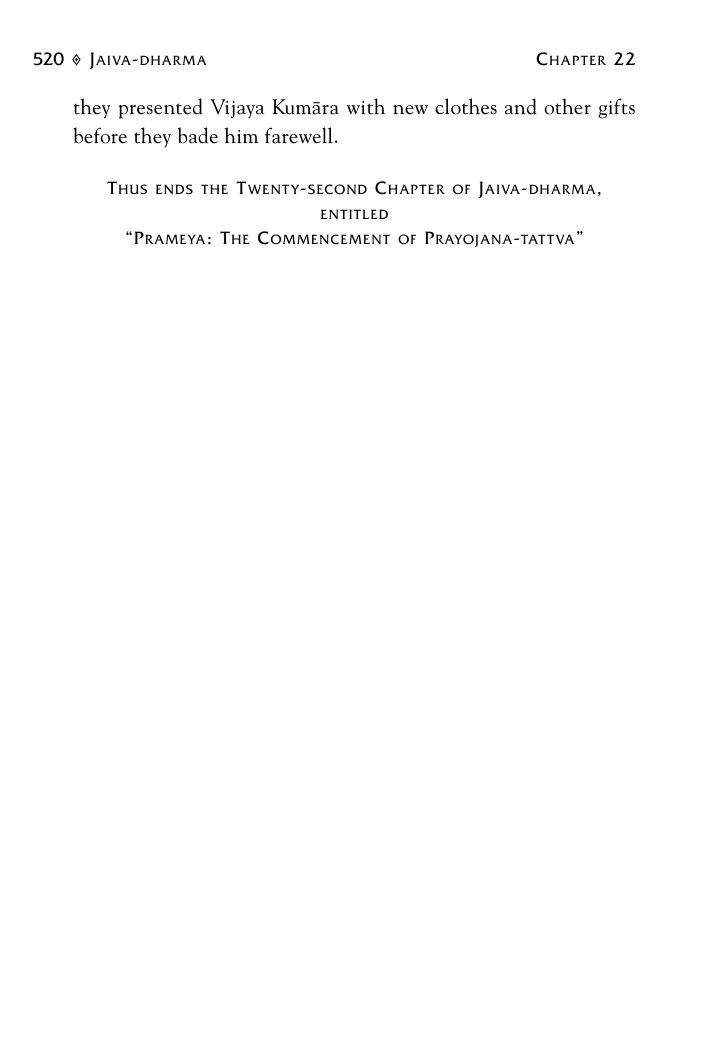 520 ◈ Jaiva-dharma Chapter 22
they presented Vijaya Kumāra with new clothes and other gifts
before they bade him farewell.
Thus ends the Twenty-second Chapter of Jaiva-dharma,
entitled
“Prameya: The Commencement of Prayojana-tattva”